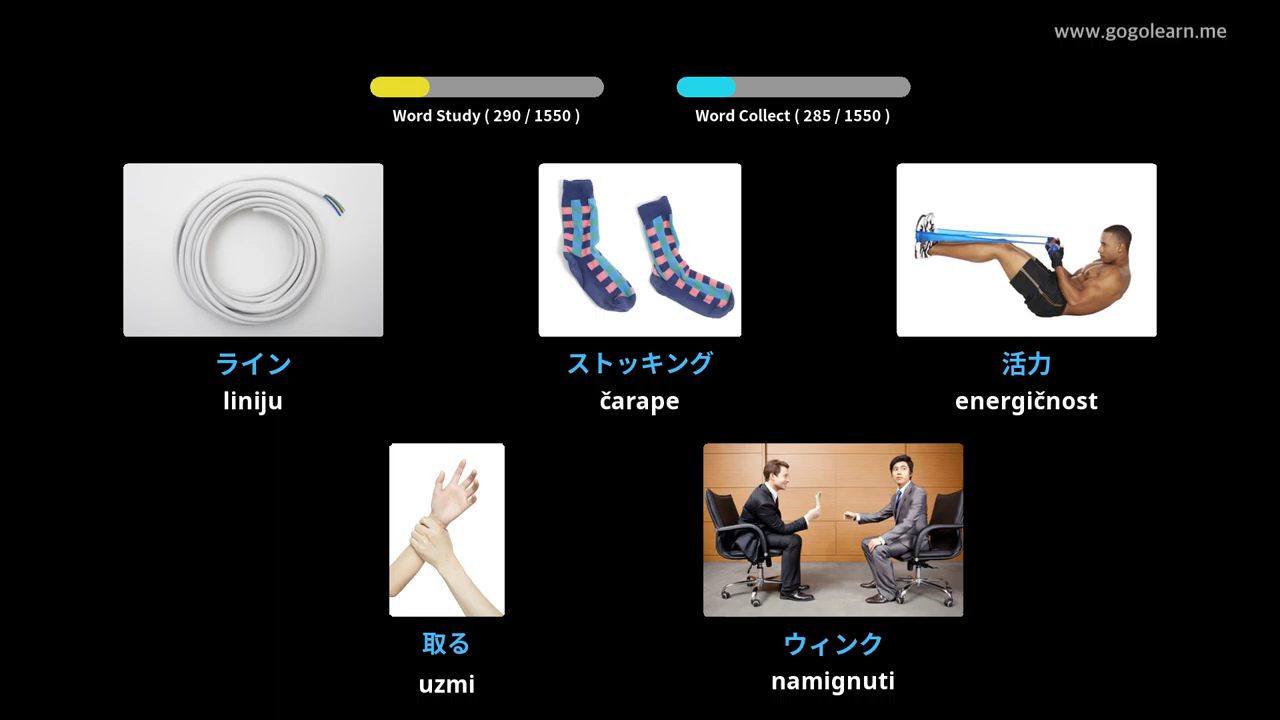 www.gogolearn.me
Word Study ( 290 / 1550 )
Word Collect ( 285 / 1550 )
ライン
liniju
ストッキング
čarape
活力
energičnost
取る
uzmi
ウィンク
namignuti